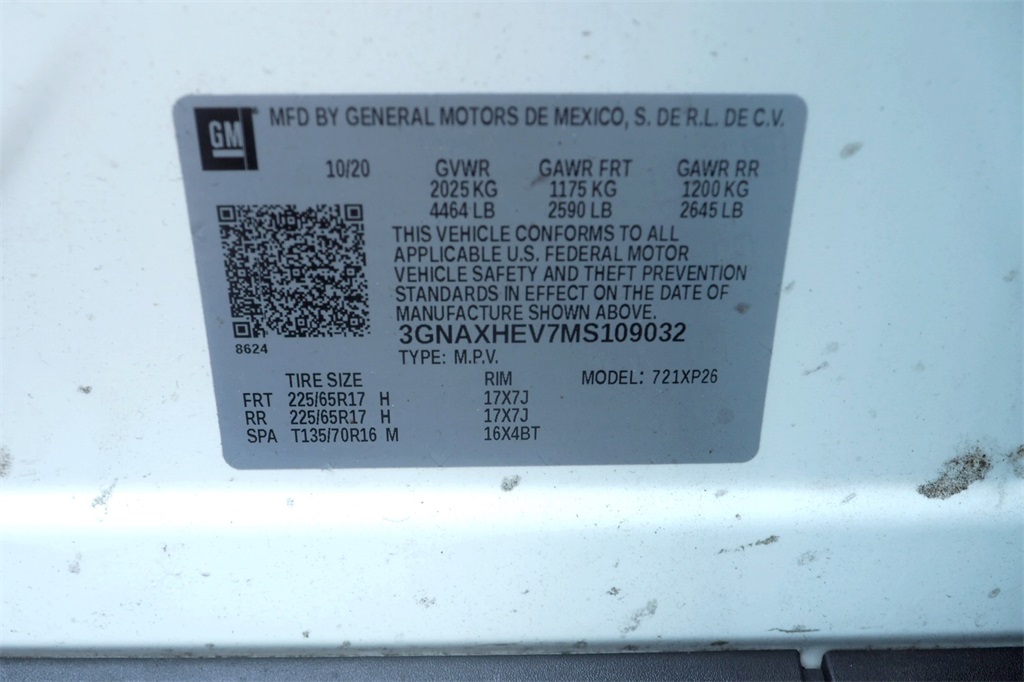 GM
MFD BY GENERAL MOTORS DE MEXICO, S. DE R.L. DE C.V.
10/20 GVWR GAWR FRT GAWR RR
2025 KG 1175 KG 1200 KG
4464 LB 2590 LB 2645 LB
THIS VEHICLE CONFORMS TO ALL
APPLICABLE U.S. FEDERAL MOTOR
VEHICLE SAFETY AND THEFT PREVENTION
STANDARDS IN EFFECT ON THE DATE OF
MANUFACTURE SHOWN ABOVE.
3GNAXHEV7MS109032
8624
TYPE: M.P.V.
TIRE SIZE RIM MODEL: 721XP26
FRT 225/65R17 H 17X7J
RR 225/65R17 H 17X7J
SPA T135/70R16 M 16X4BT